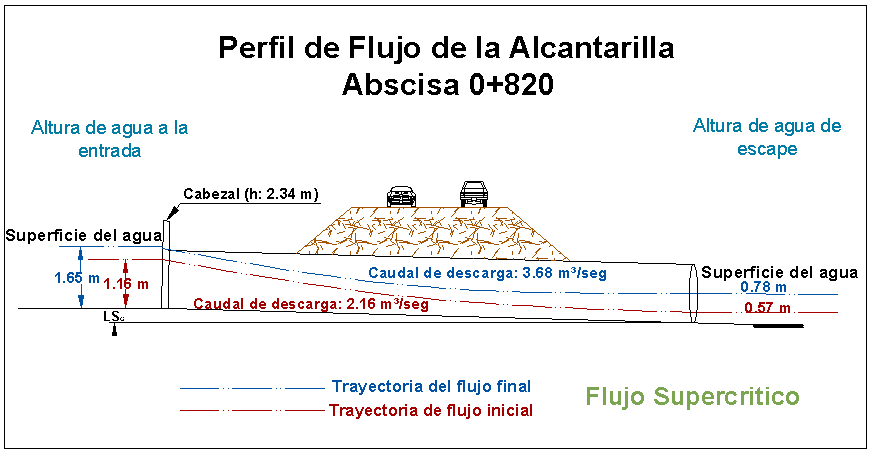 Perfil de Flujo de la Alcantarilla
Abscisa 0+820
Altura de agua a la
entrada
Altura de agua de
escape
Cabezal (h: 2.34 m)
Superficie del agua
1.65 m
1.16 m
Caudal de descarga: 3.68 m³/seg
Caudal de descarga: 2.16 m³/seg
Superficie del agua
0.78 m
0.57 m
LS₀
Trayectoria del flujo final
Trayectoria de flujo inicial
Flujo Supercritico